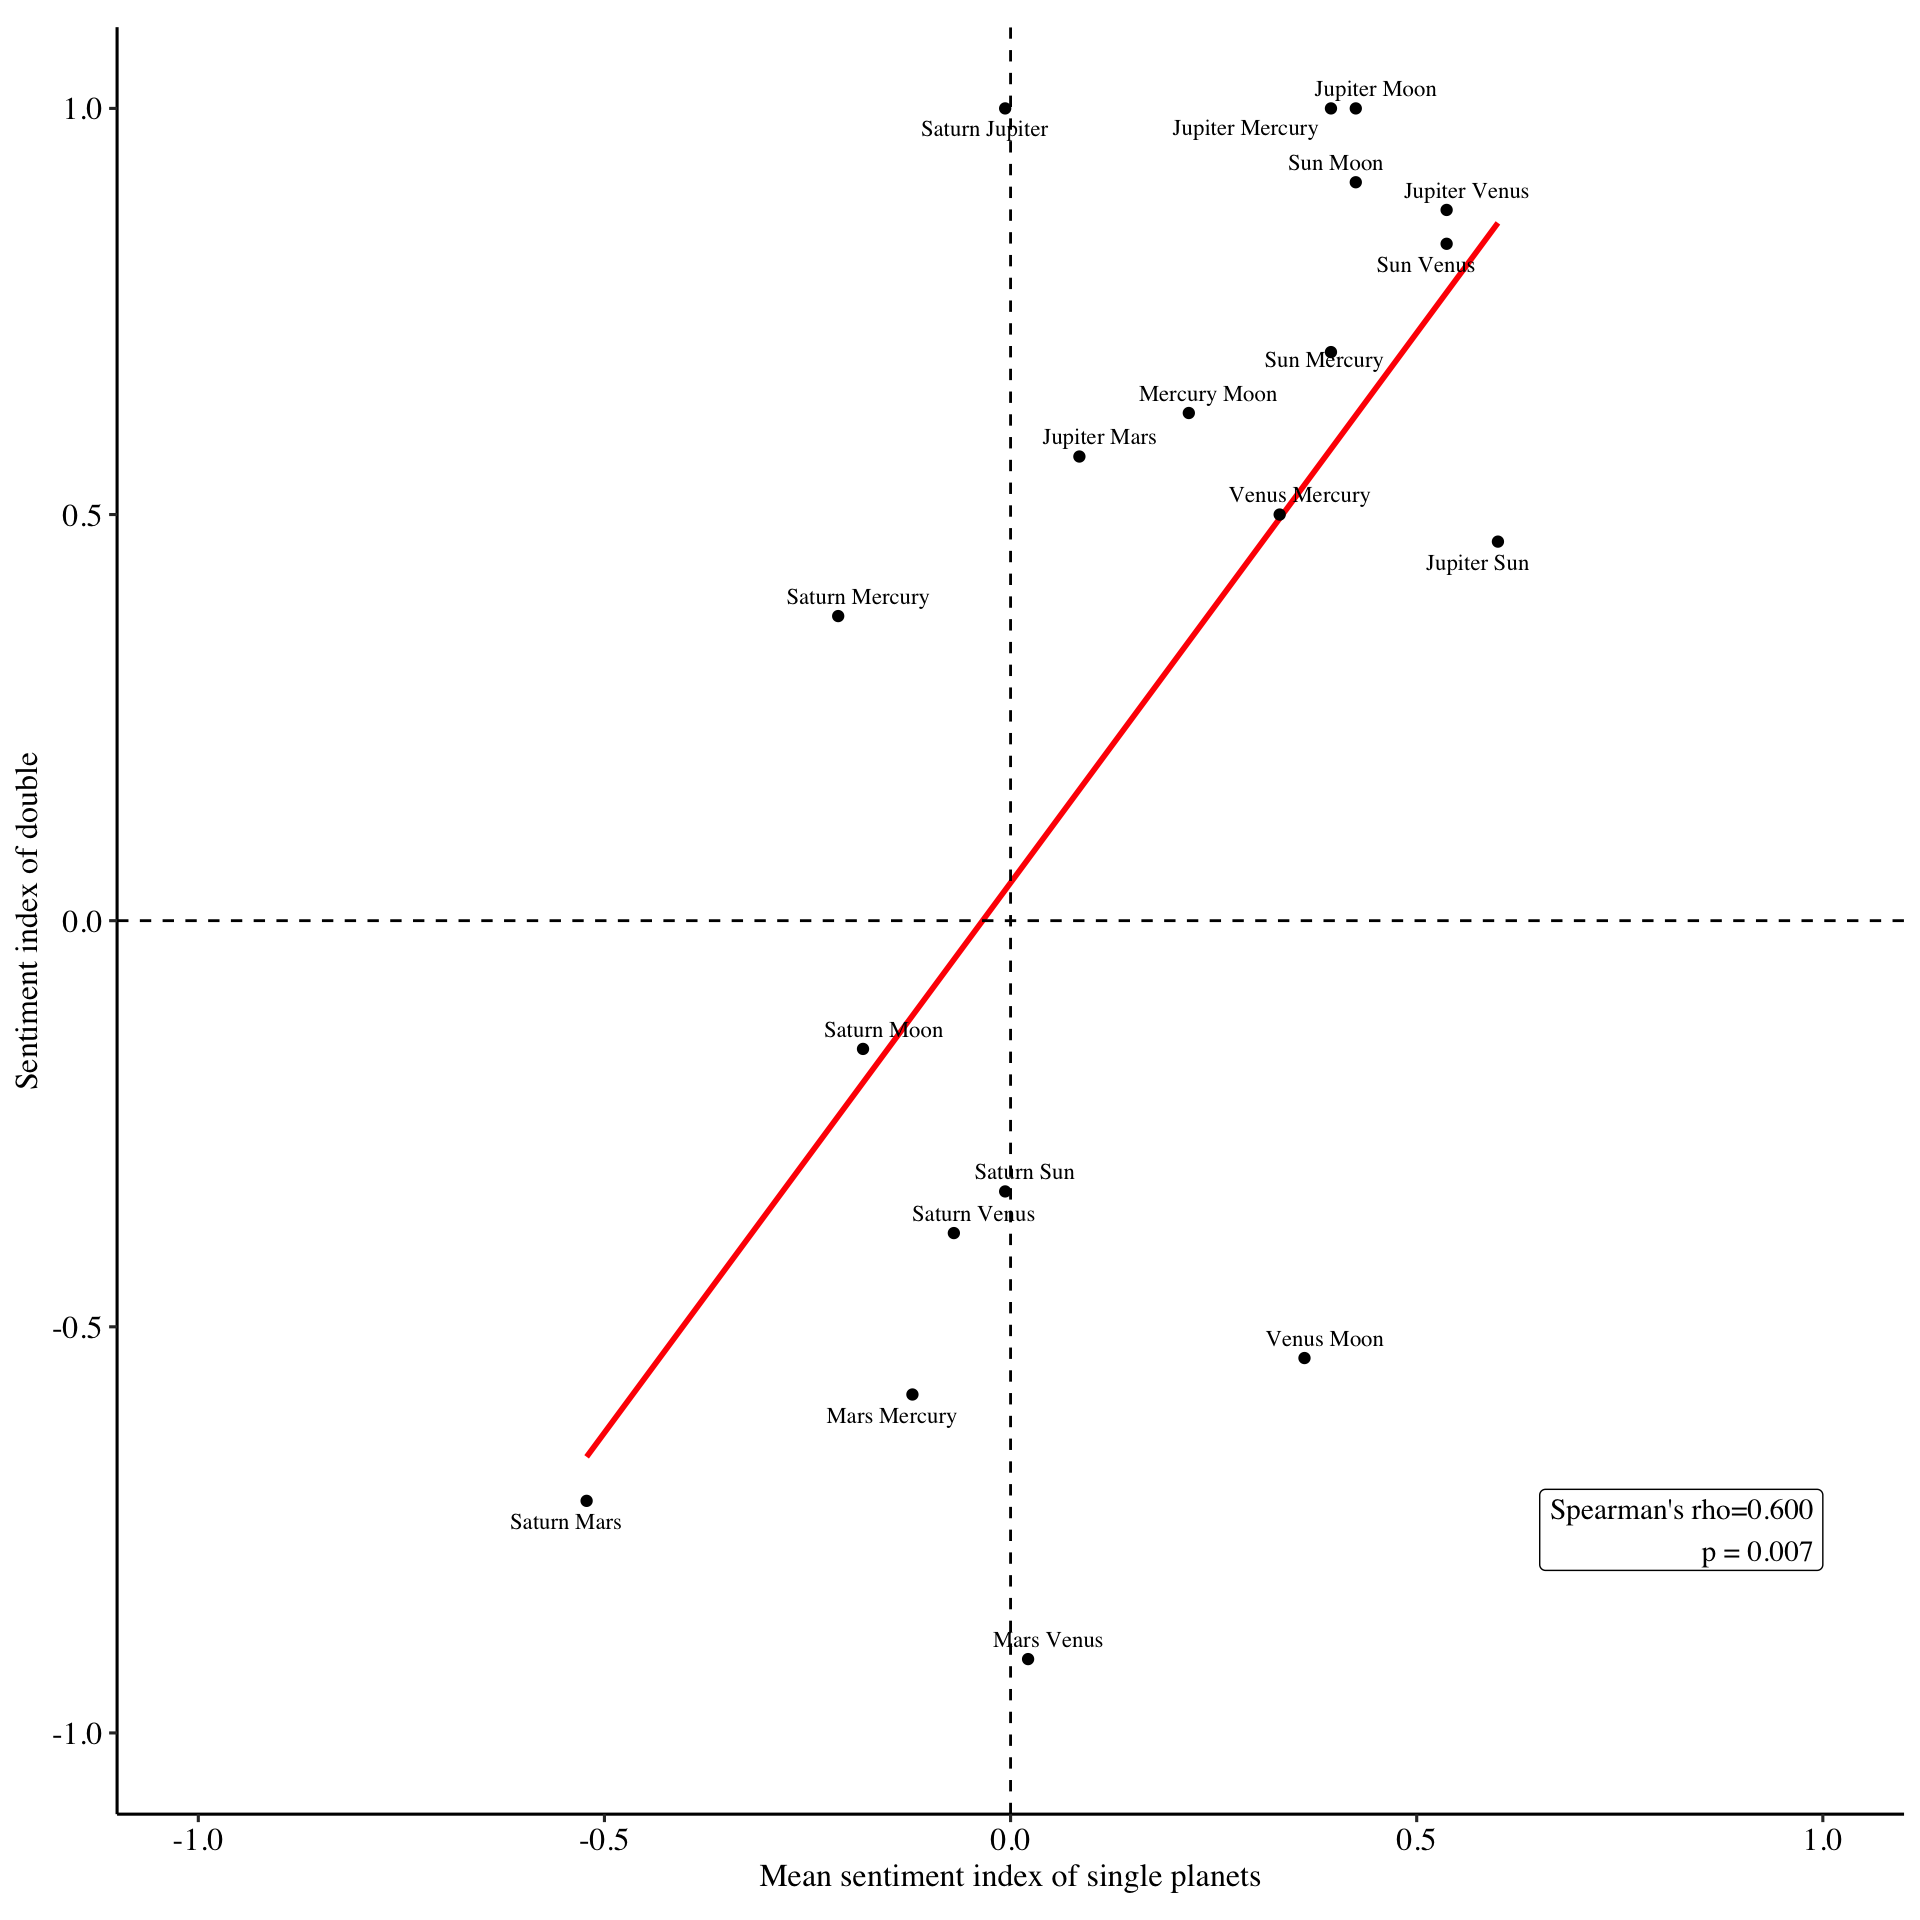 Jupiter Moon
1.0
Saturn Jupiter
Jupiter Mercury
Sun Moon
Jupiter Venus
Sun Venus
Sun Mercury
Mercury Moon
Jupiter Mars
Venus Mercury
0.5
Jupiter Sun
Saturn Mercury
Sentiment index of double
0.0
Saturn Moon
Saturn Sun
Saturn Venus
-0.5
Venus Moon
Mars Mercury
Saturn Mars
Spearman's rho=0.600
p = 0.007
Mars Venus
-1.0
-1.0 -0.5 0.0 0.5 1.0
Mean sentiment index of single planets